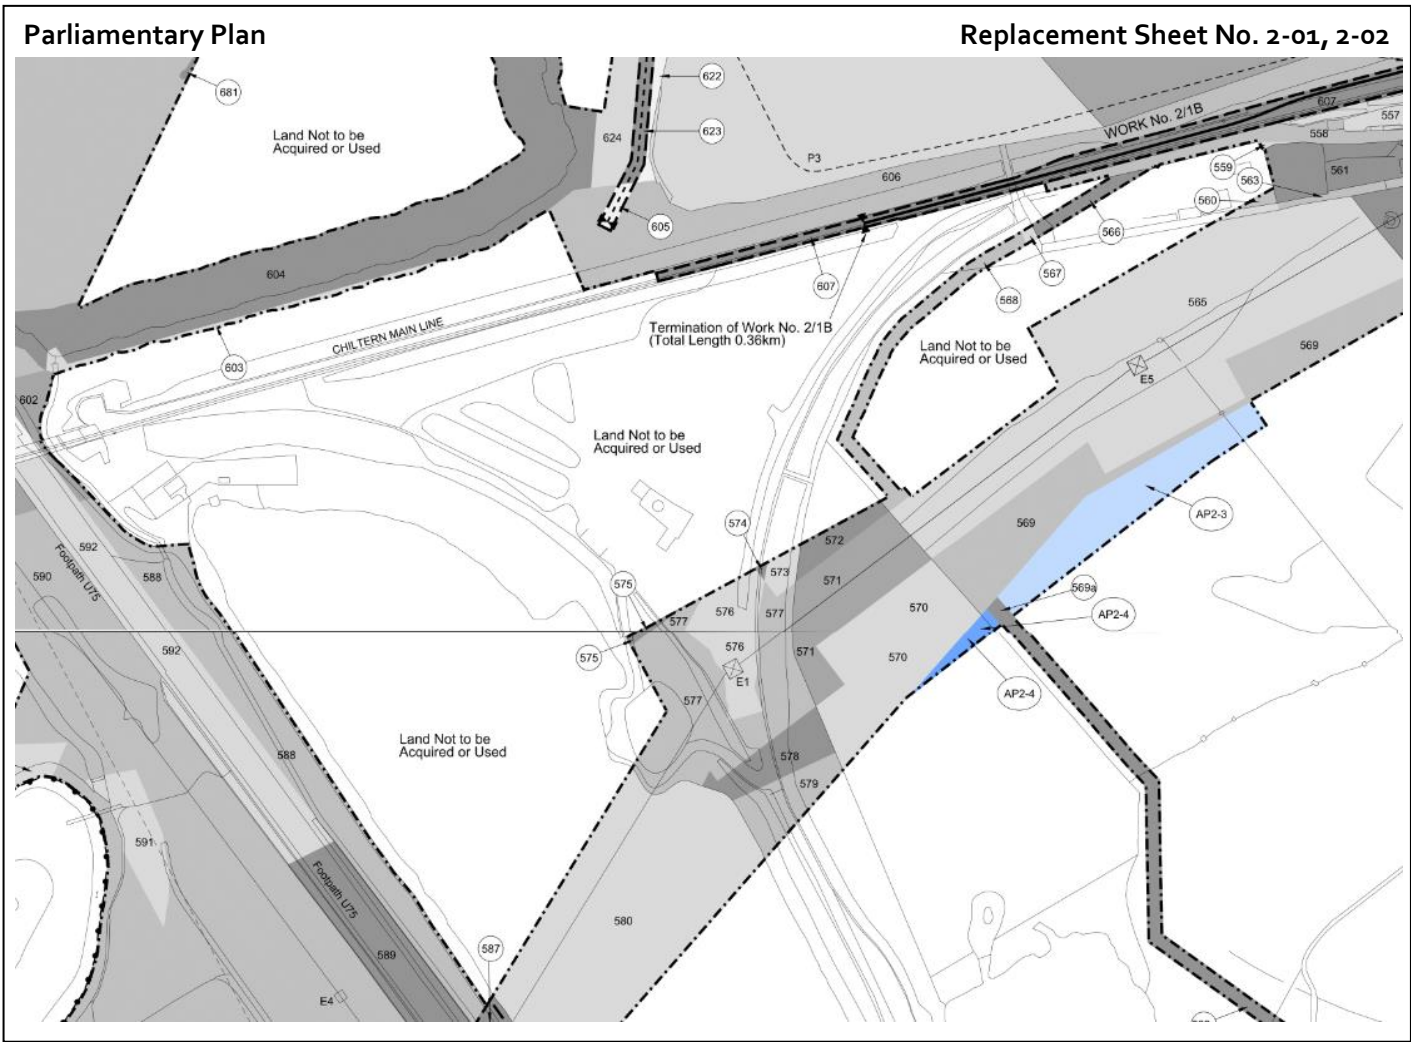 Parliamentary Plan
Replacement Sheet No. 2-01, 2-02
681
622
623
624
605
606
607
P3
WORK No. 2/1B
607
557
558
559
561
563
560
566
567
568
Land Not to be
Acquired or Used
604
603
CHILTERN MAIN LINE
607
Termination of Work No. 2/1B
(Total Length 0.36km)
Land Not to be
Acquired or Used
565
569
E5
602
Land Not to be
Acquired or Used
AP2-3
574
572
573
571
569
592
590
Footpath U75
588
575
576
577
577
570
569a
AP2-4
592
575
576
571
570
E1
577
AP2-4
588
Land Not to be
Acquired or Used
578
579
591
Footpath U75
580
589
587
E4